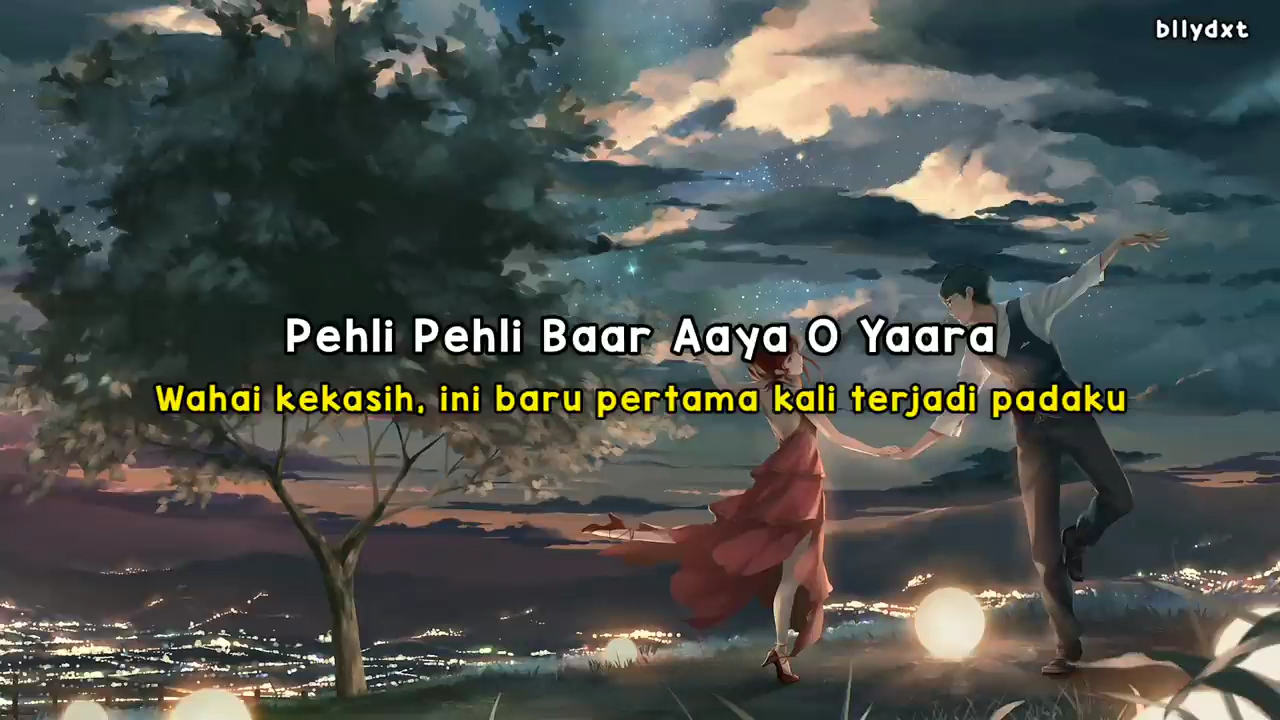 bllydxt
Pehli Pehli Baar Aaya O Yaara
Wahai kekasih, ini baru pertama kali terjadi padaku